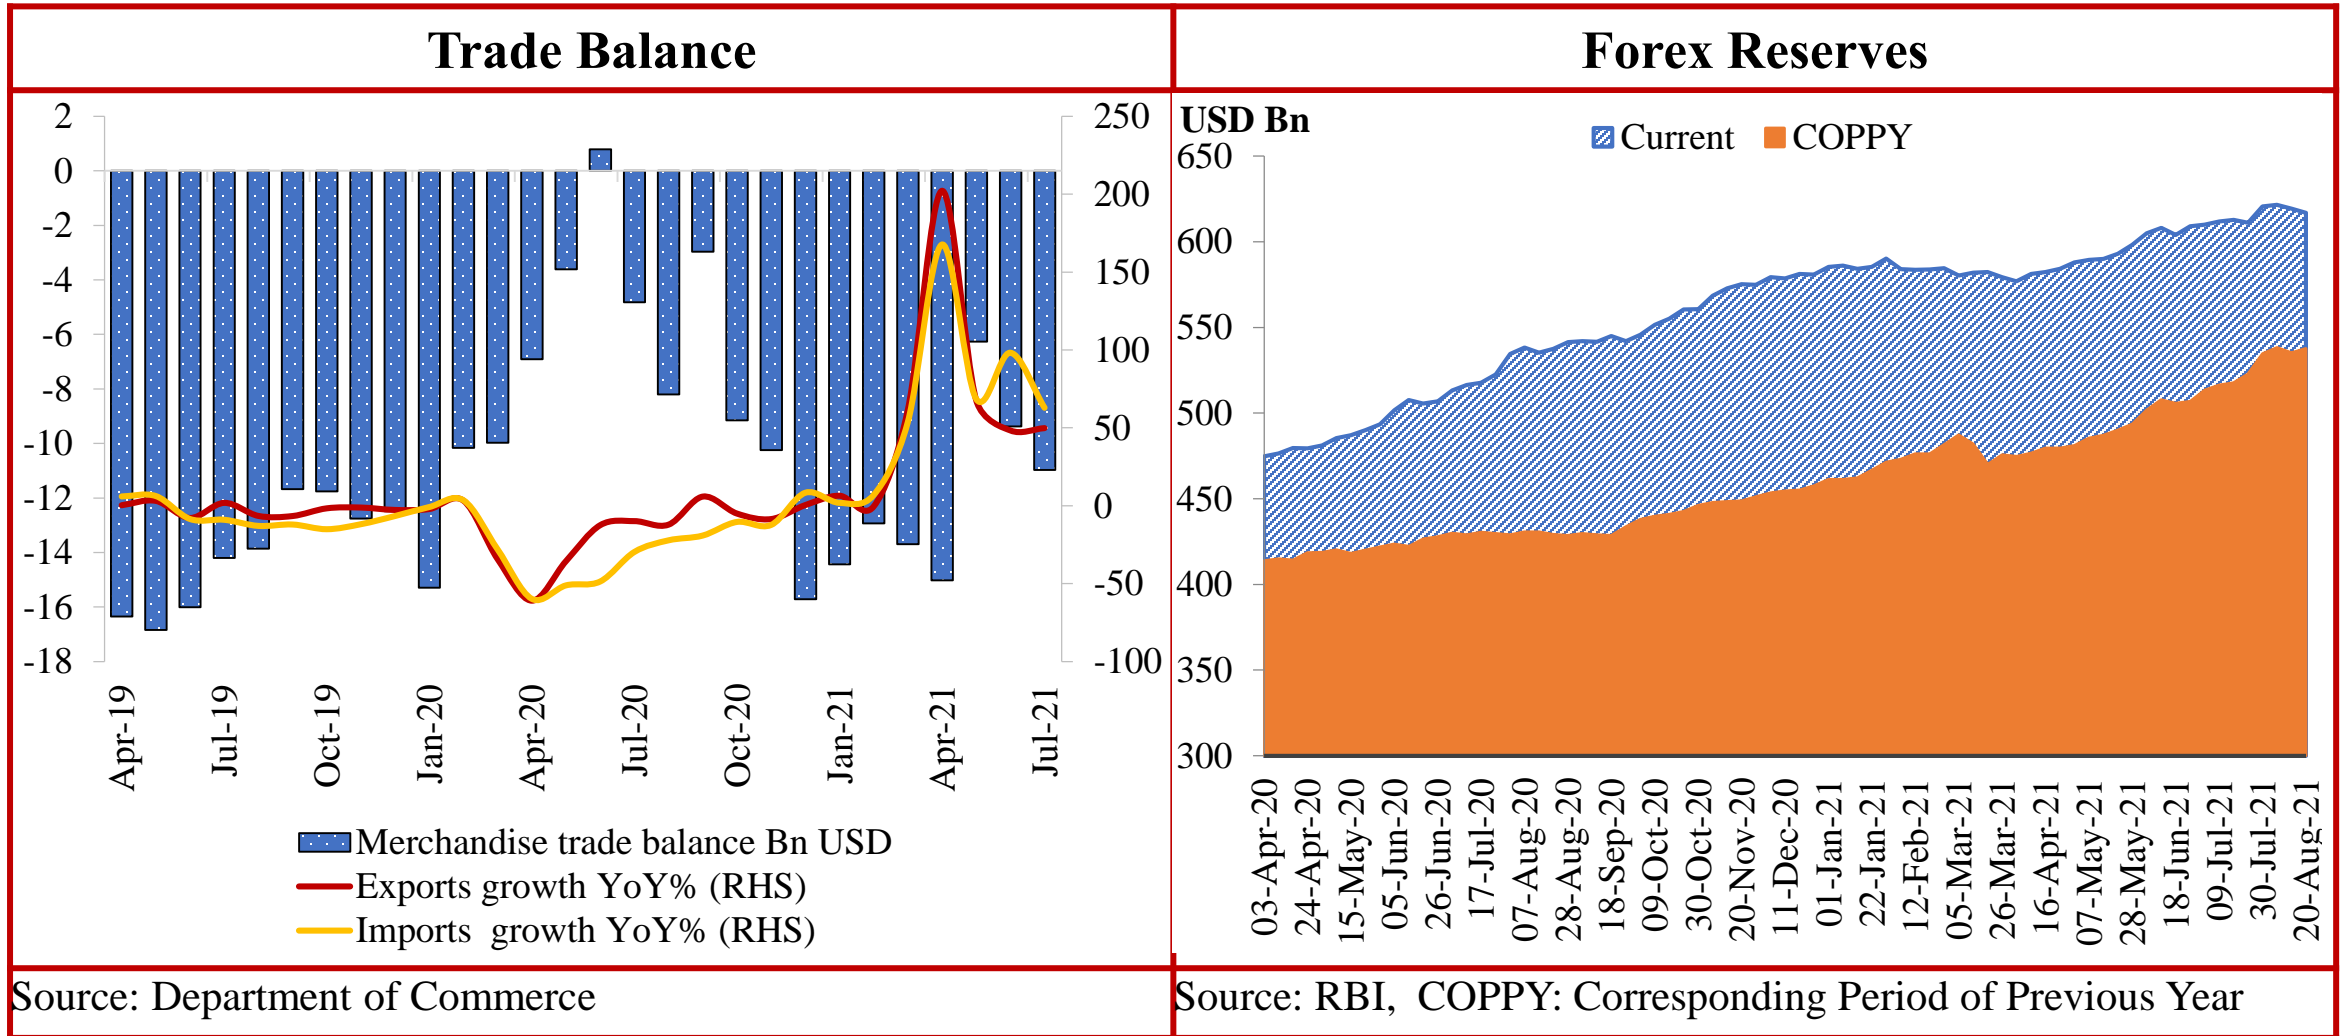 Trade Balance
Forex Reserves
2
0
-2
-4
-6
-8
-10
-12
-14
-16
-18
250
200
150
100
50
0
-50
-100
Apr-19
Jul-19
Oct-19
Jan-20
Apr-20
Jul-20
Oct-20
Jan-21
Apr-21
Jul-21
Merchandise trade balance Bn USD
Exports growth YoY% (RHS)
Imports growth YoY% (RHS)
USD Bn
Current
COPPY
650
600
550
500
450
400
350
300
03-Apr-20
24-Apr-20
15-May-20
05-Jun-20
26-Jun-20
17-Jul-20
07-Aug-20
28-Aug-20
18-Sep-20
09-Oct-20
30-Oct-20
20-Nov-20
11-Dec-20
01-Jan-21
22-Jan-21
12-Feb-21
05-Mar-21
26-Mar-21
16-Apr-21
07-May-21
28-May-21
18-Jun-21
09-Jul-21
30-Jul-21
20-Aug-21
Source: Department of Commerce
Source: RBI, COPPY: Corresponding Period of Previous Year